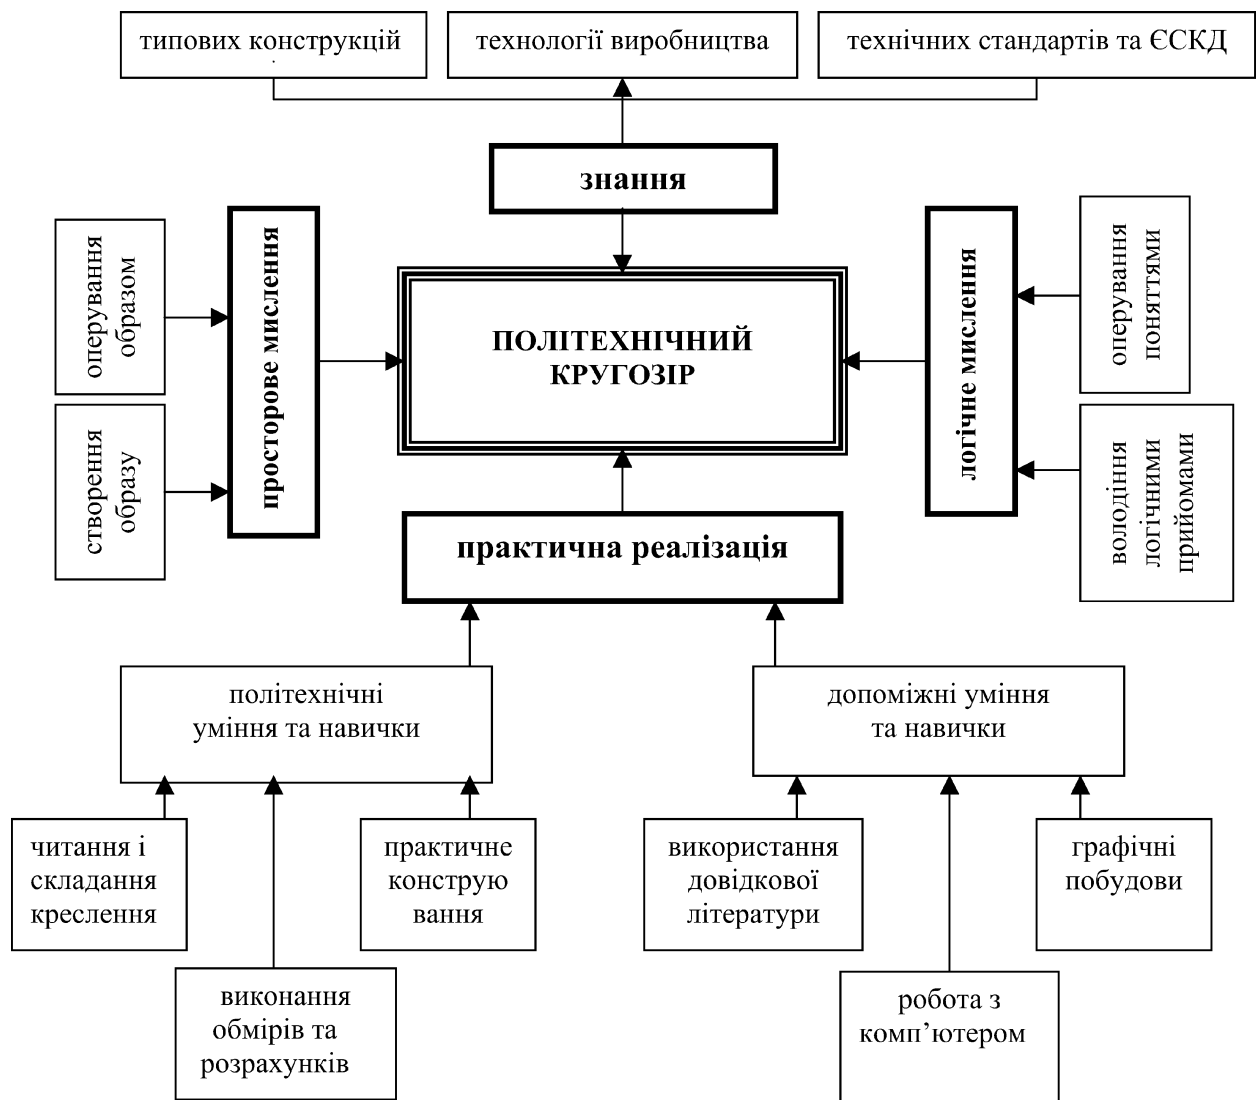 типових конструкцій
технології виробництва
технічних стандартів та ЄСКД
знання
оперування
образом
просторове мислення
створення
образу
ПОЛІТЕХНІЧНИЙ
КРУГОЗІР
логічне мислення
оперування
поняттями
володіння
логічними
прийомами
практична реалізація
політехнічні
уміння та навички
допоміжні уміння
та навички
читання і
складання
креслення
практичне
конструю
вання
використання
довідкової
літератури
графічні
побудови
виконання
обмірів та
розрахунків
робота з
комп’ютером